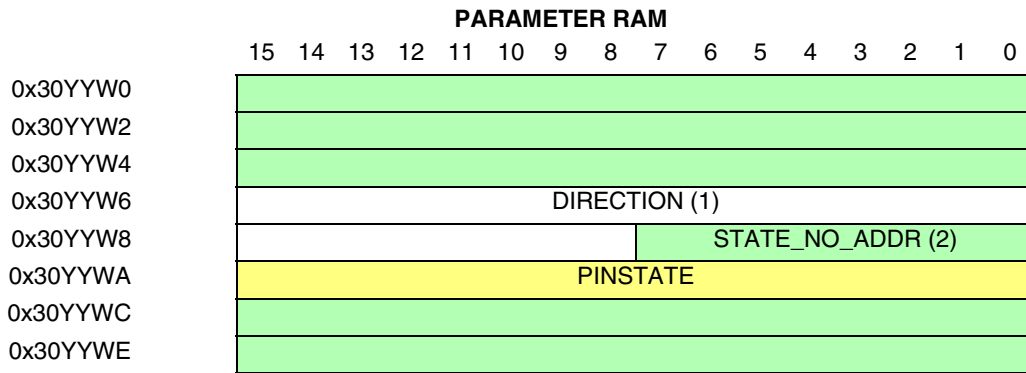 PARAMETER RAM
15 14 13 12 11 10 9 8 7 6 5 4 3 2 1 0
0x30YYW0
0x30YYW2
0x30YYW4
0x30YYW6 DIRECTION (1)
0x30YYW8 STATE_NO_ADDR (2)
0x30YYWA PINSTATE
0x30YYWC
0x30YYWE